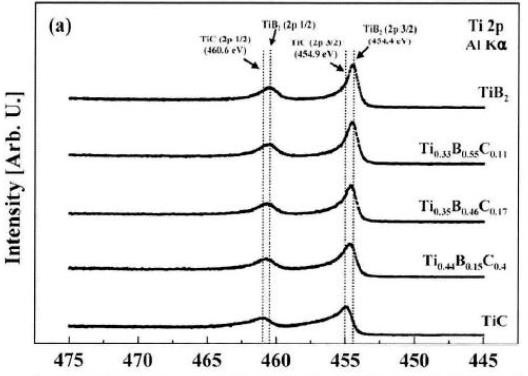 (a)
TiB₂ (2p 1/2)
TiC (2p 1/2)
(460.6 eV)
TiB₂ (2p 3/2)
(454.4 eV)
TiC (2p 3/2)
(454.9 eV)
Ti 2p
Al Kα
TiB₂
Ti₀.₃₃B₀.₅₅C₀.₁₁
Ti₀.₃₅B₀.₄₆C₀.₁₇
Ti₀.₄₄B₀.₁₅C₀.₄
TiC
Intensity [Arb. U.]
475 470 465 460 455 450 445